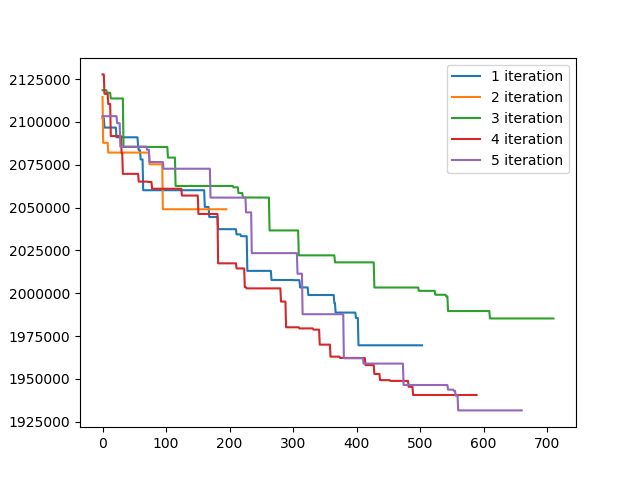 2125000
2100000
2075000
2050000
2025000
2000000
1975000
1950000
1925000
0 100 200 300 400 500 600 700
1 iteration
2 iteration
3 iteration
4 iteration
5 iteration